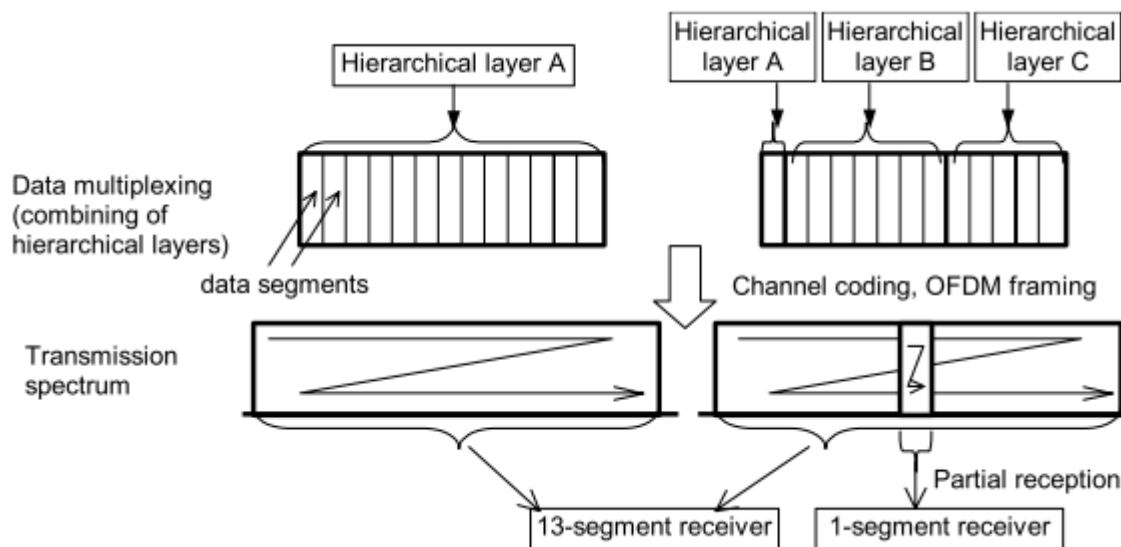 Hierarchical layer A
Hierarchical
layer A
Hierarchical
layer B
Hierarchical
layer C
Data multiplexing
(combining of
hierarchical layers)
data segments
Channel coding, OFDM framing
Transmission
spectrum
Partial reception
13-segment receiver
1-segment receiver